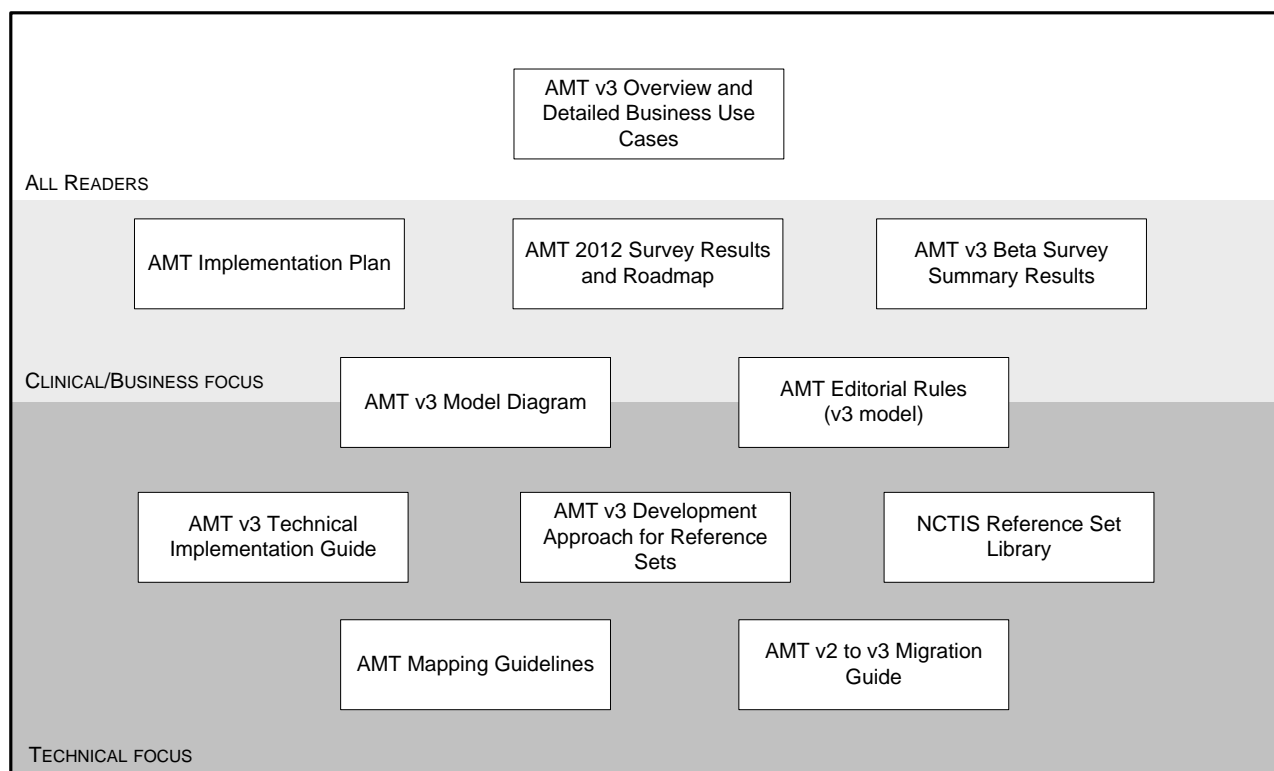 AMT v3 Overview and
Detailed Business Use
Cases
ALL READERS
AMT Implementation Plan
AMT 2012 Survey Results
and Roadmap
AMT v3 Beta Survey
Summary Results
CLINICAL/BUSINESS FOCUS
AMT v3 Model Diagram
AMT Editorial Rules
(v3 model)
AMT v3 Technical
Implementation Guide
AMT v3 Development
Approach for Reference
Sets
NCTIS Reference Set
Library
AMT Mapping Guidelines
AMT v2 to v3 Migration
Guide
TECHNICAL FOCUS